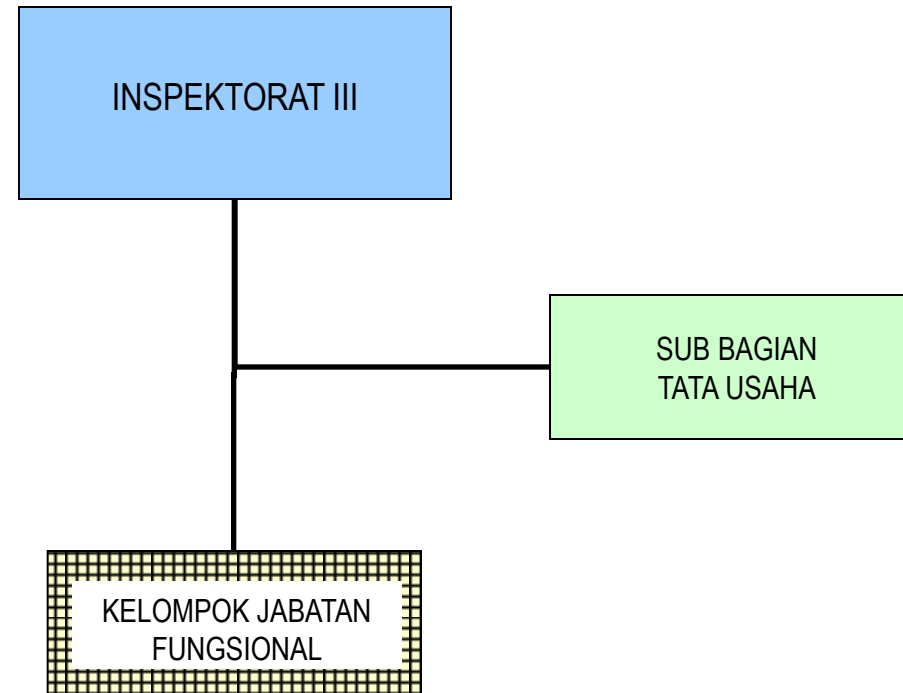 INSPEKTORAT III
SUB BAGIAN
TATA USAHA
KELOMPOK JABATAN
FUNGSIONAL